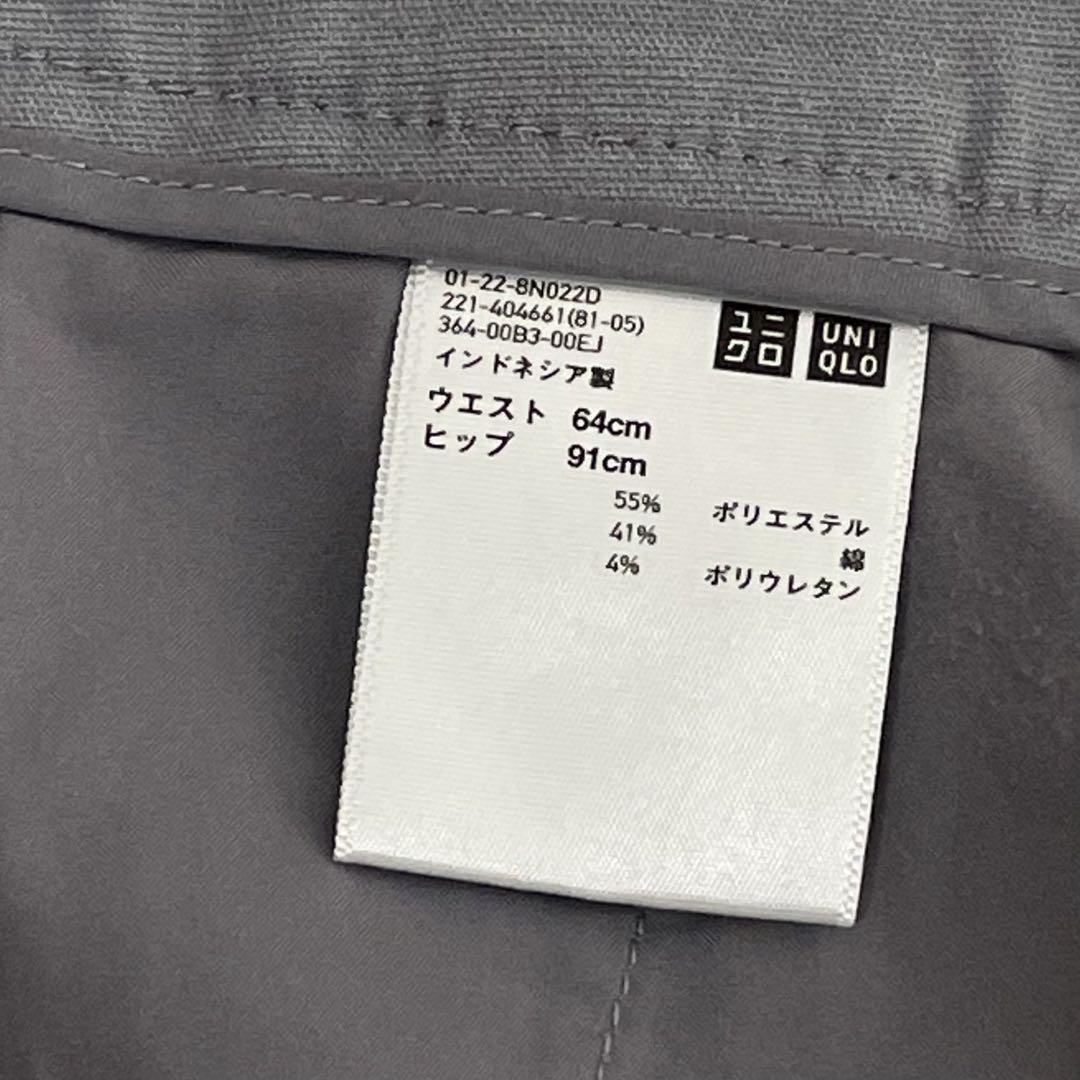 01-22-8N022D
221-404661(81-05)
364-00B3-00EJ
インドネシア製
ユニ
クロ
UNI
QLO
ウエスト 64cm
ヒップ 91cm
55% ポリエステル
41% 綿
4% ポリウレタン